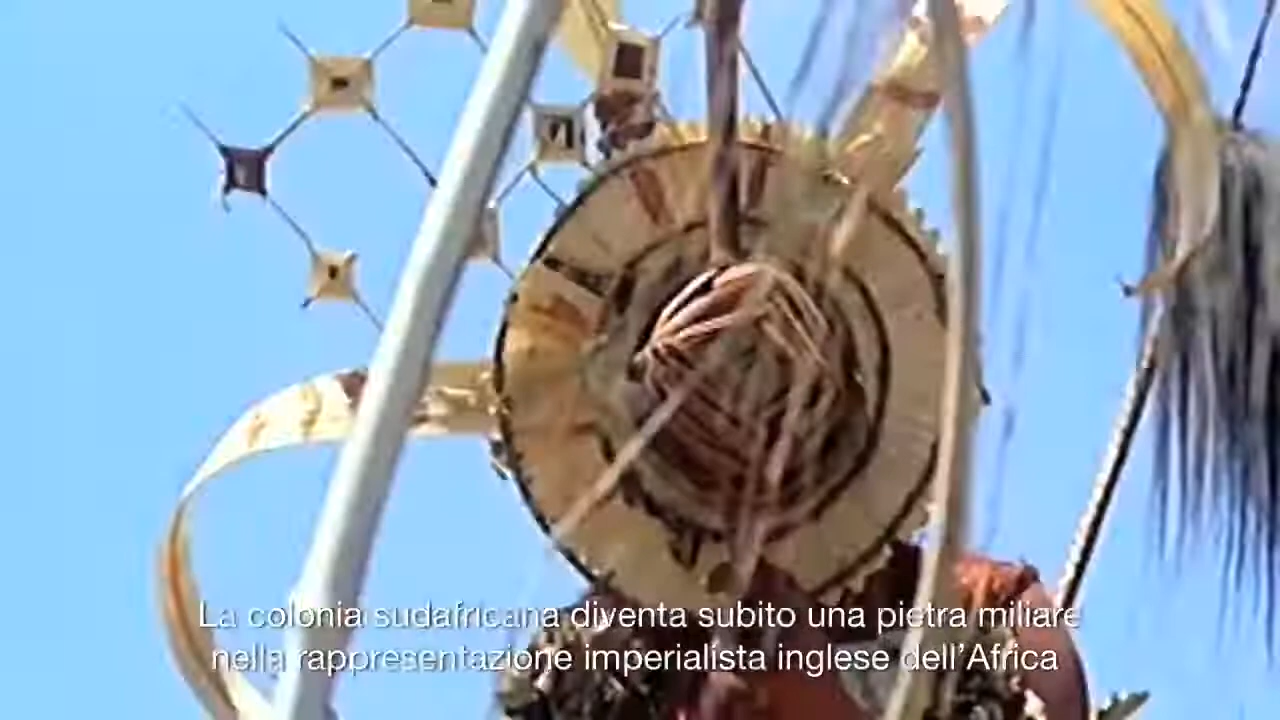 La colonia sudafricana diventa subito una pietra miliare
nella rappresentazione imperialista inglese dell'Africa